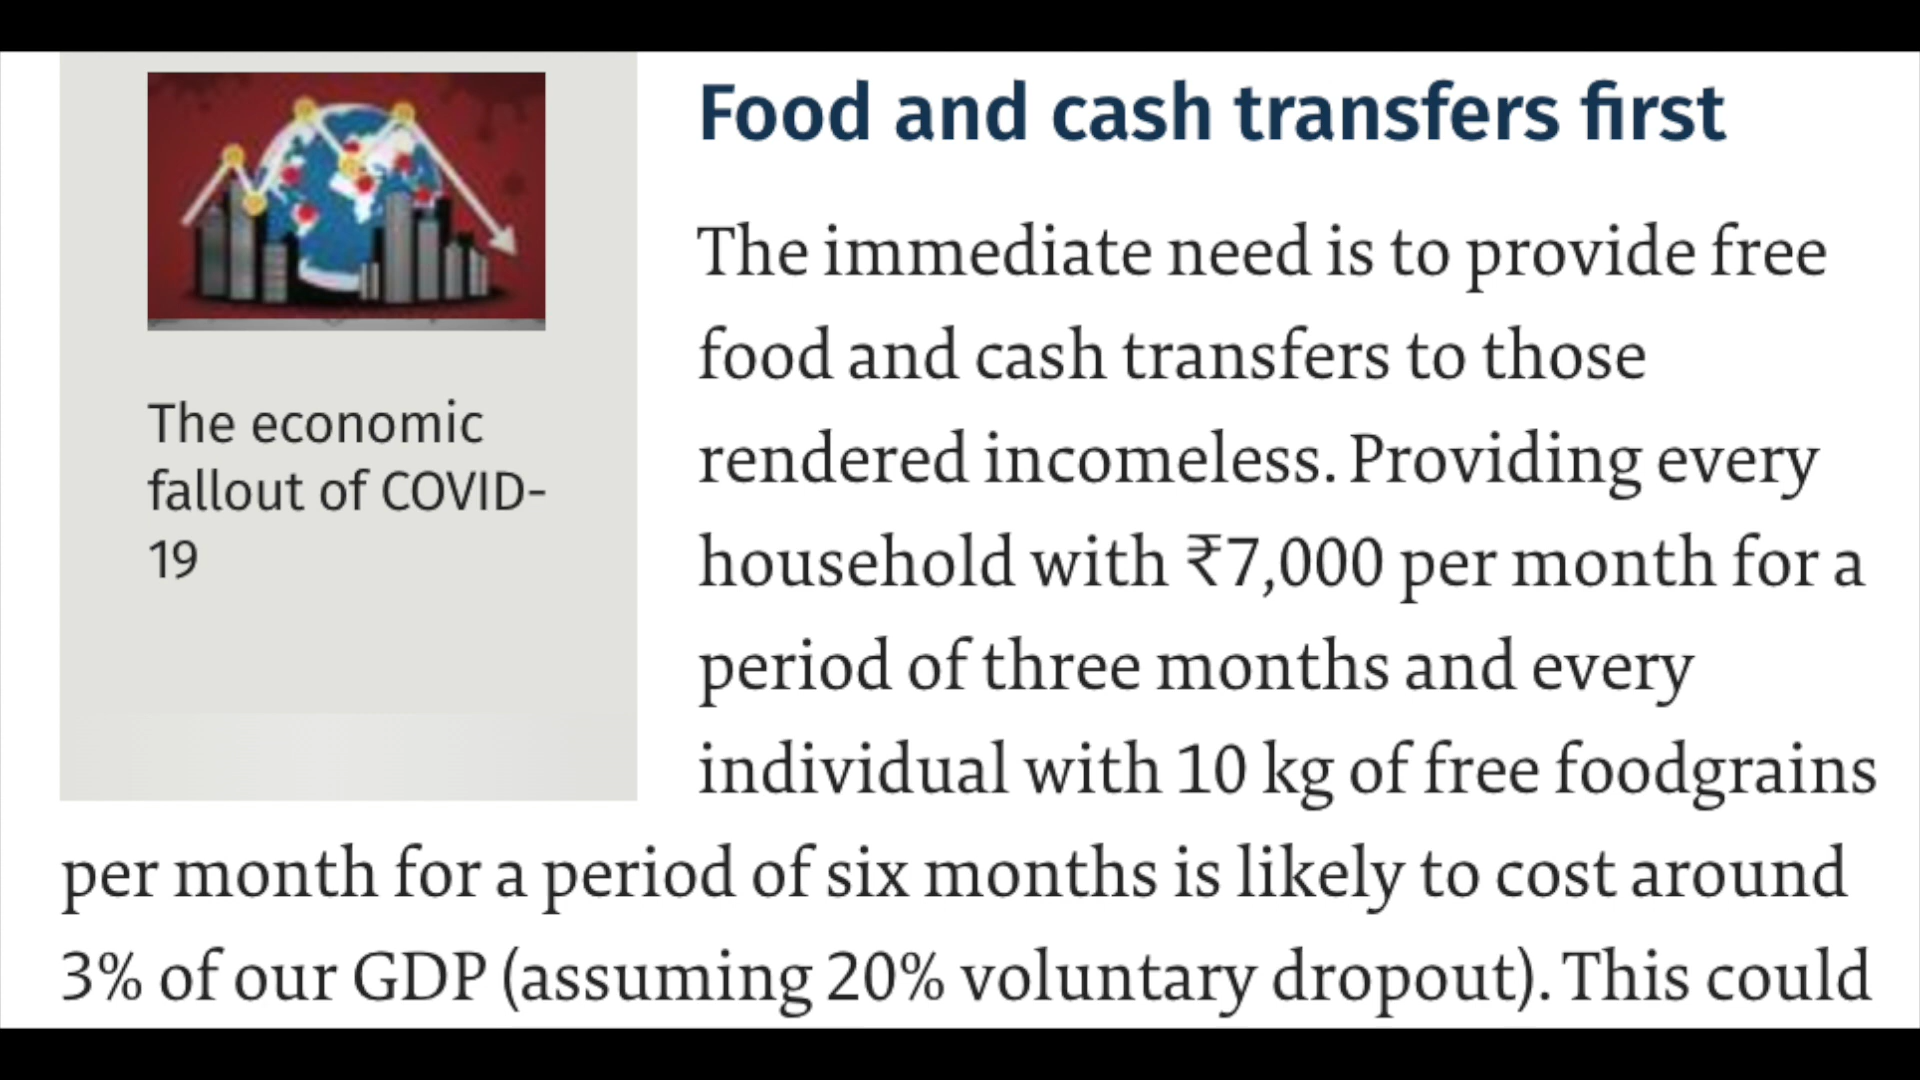 Food and cash transfers first
The economic
fallout of COVID-
19
The immediate need is to provide free
food and cash transfers to those
rendered incomeless. Providing every
household with ₹7,000 per month for a
period of three months and every
individual with 10 kg of free foodgrains
per month for a period of six months is likely to cost around
3% of our GDP (assuming 20% voluntary dropout). This could